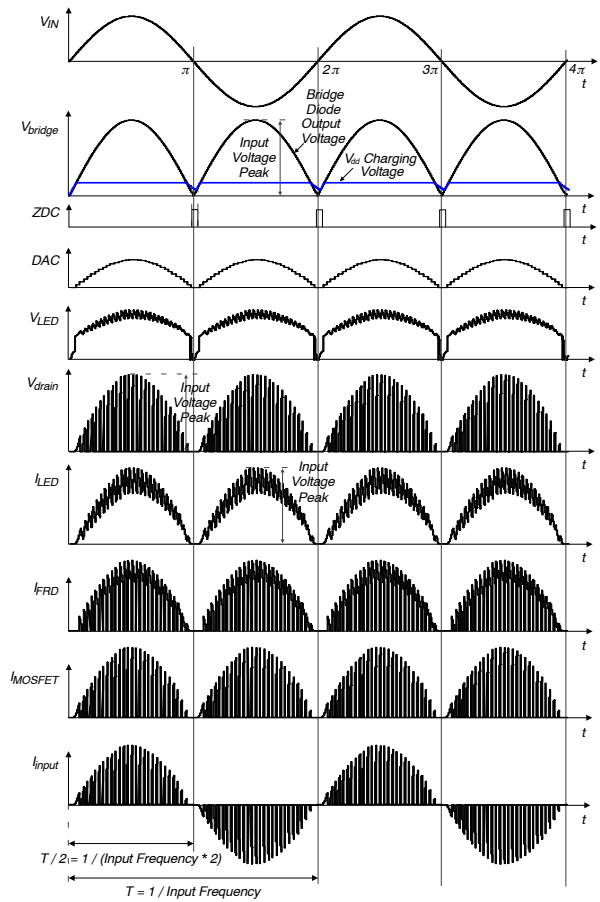 VIN
π
2π
3π
4π
t
Vbridge
Bridge
Diode
Output
Voltage
Input
Voltage
Peak
Vdd Charging
Voltage
t
ZDC
t
DAC
t
VLED
t
Vdrain
Input
Voltage
Peak
t
ILED
Input
Voltage
Peak
t
IFRD
t
IMOSFET
t
Iinput
t
T / 2 = 1 / (Input Frequency * 2)
T = 1 / Input Frequency